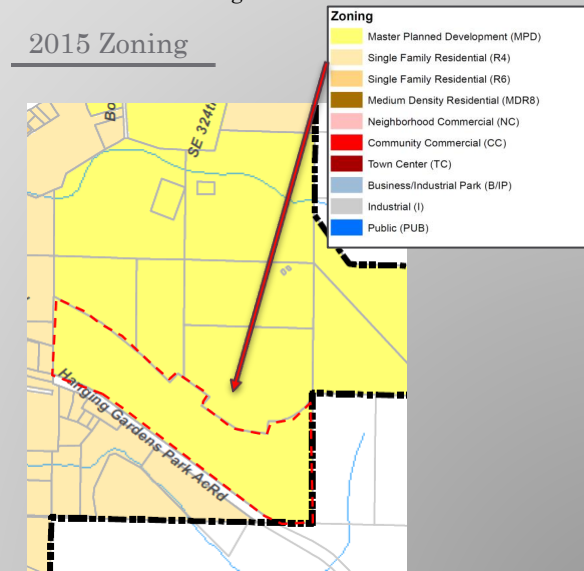 2015 Zoning
Zoning
Master Planned Development (MPD)
Single Family Residential (R4)
Single Family Residential (R6)
Medium Density Residential (MDR8)
Neighborhood Commercial (NC)
Community Commercial (CC)
Town Center (TC)
Business/Industrial Park (B/IP)
Industrial (I)
Public (PUB)
Bo
SE 324t
Hanging Gardens Park AcRd